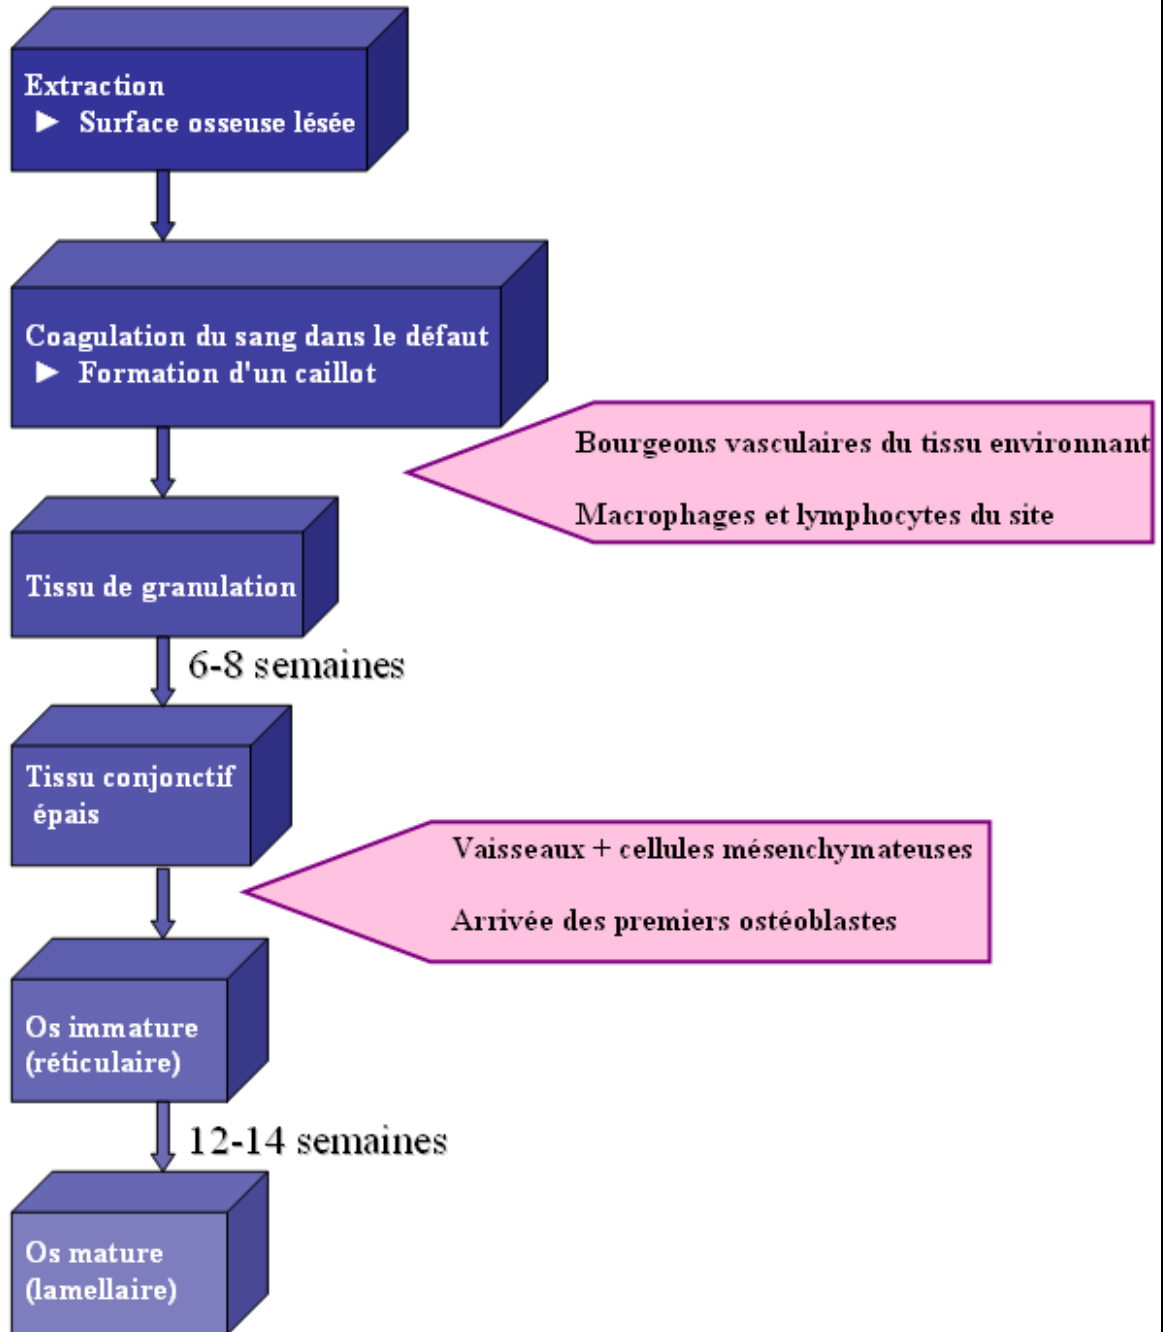 Extraction
► Surface osseuse lésée
Coagulation du sang dans le défaut
► Formation d'un caillot
Bourgeons vasculaires du tissu environnant
Macrophages et lymphocytes du site
Tissu de granulation
6-8 semaines
Tissu conjonctif
épais
Vaisseaux + cellules mésenchymateuses
Arrivée des premiers ostéoblastes
Os immature
(réticulaire)
12-14 semaines
Os mature
(lamellaire)